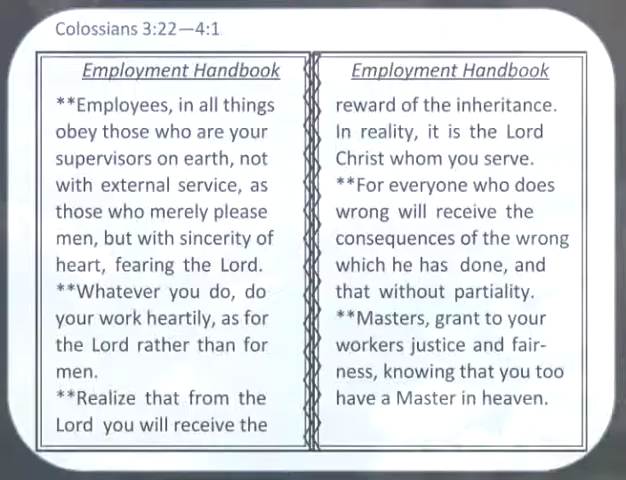 Colossians 3:22—4:1
Employment Handbook
**Employees, in all things
obey those who are your
supervisors on earth, not
with external service, as
those who merely please
men, but with sincerity of
heart, fearing the Lord.
**Whatever you do, do
your work heartily, as for
the Lord rather than for
men.
**Realize that from the
Lord you will receive the
Employment Handbook
reward of the inheritance.
In reality, it is the Lord
Christ whom you serve.
**For everyone who does
wrong will receive the
consequences of the wrong
which he has done, and
that without partiality.
**Masters, grant to your
workers justice and fair-
ness, knowing that you too
have a Master in heaven.